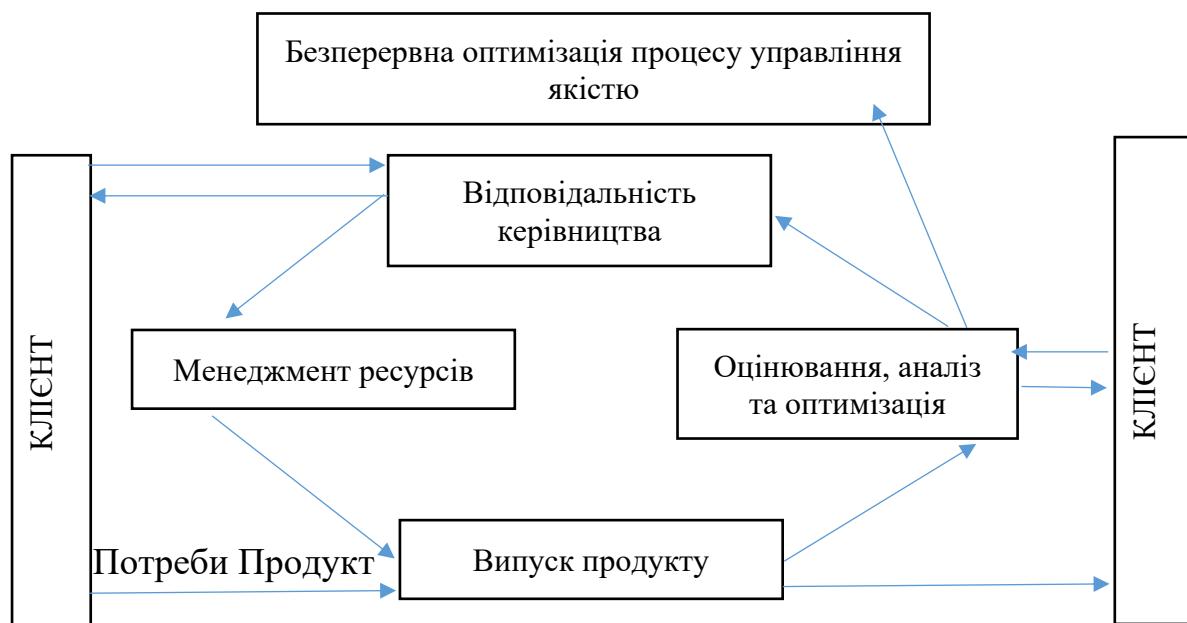 Безперервна оптимізація процесу управління
якістю
КЛІЄНТ
Відповідальність
керівництва
КЛІЄНТ
Менеджмент ресурсів
Оцінювання, аналіз
та оптимізація
Потреби Продукт
Випуск продукту